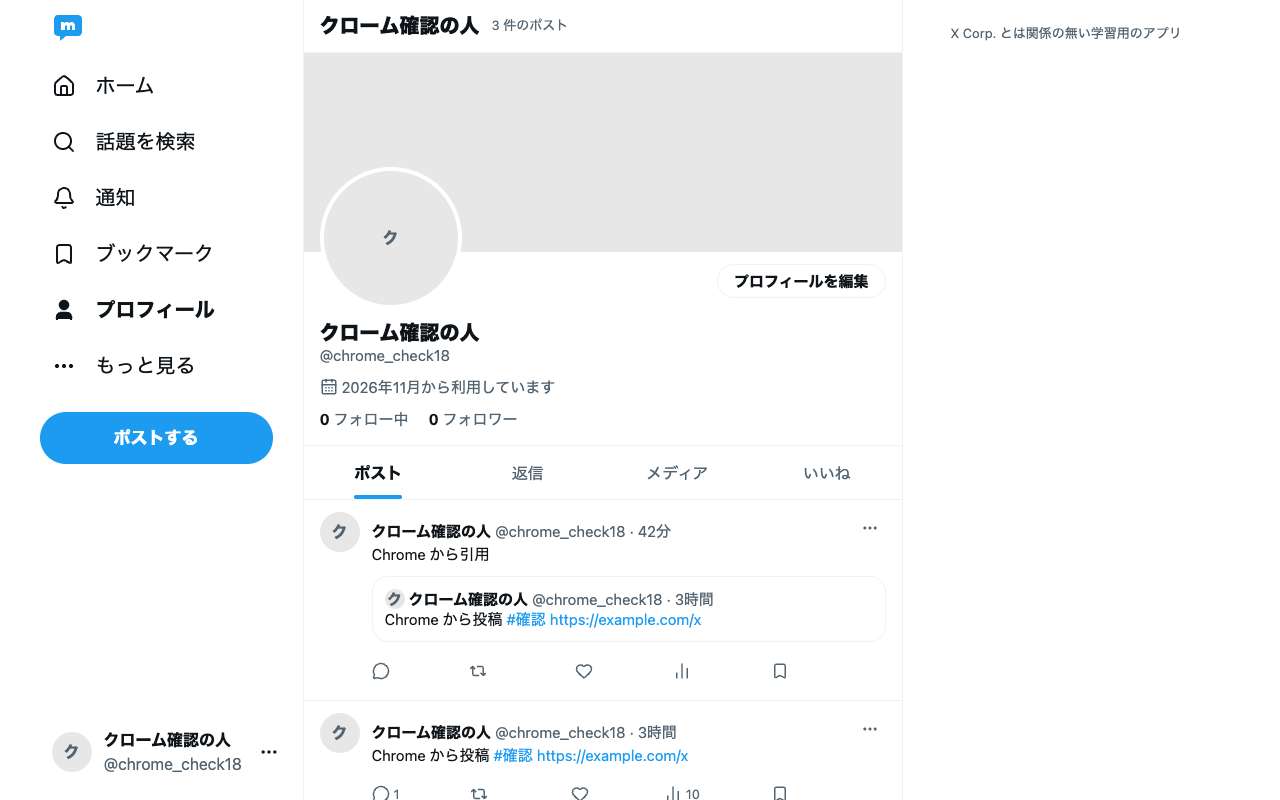 m
ホーム
話題を検索
通知
ブックマーク
プロフィール
もっと見る
ポストする
ク
クローム確認の人
@chrome_check18
クローム確認の人 3 件のポスト
ク
プロフィールを編集
クローム確認の人
@chrome_check18
2026年11月から利用しています
0 フォロー中 0 フォロワー
ポスト 返信 メディア いいね
ク
クローム確認の人 @chrome_check18 · 42分
Chrome から引用
ク クローム確認の人 @chrome_check18 · 3時間
Chrome から投稿 #確認 https://example.com/x
ク
クローム確認の人 @chrome_check18 · 3時間
Chrome から投稿 #確認 https://example.com/x
1 10
X Corp. とは関係の無い学習用のアプリ